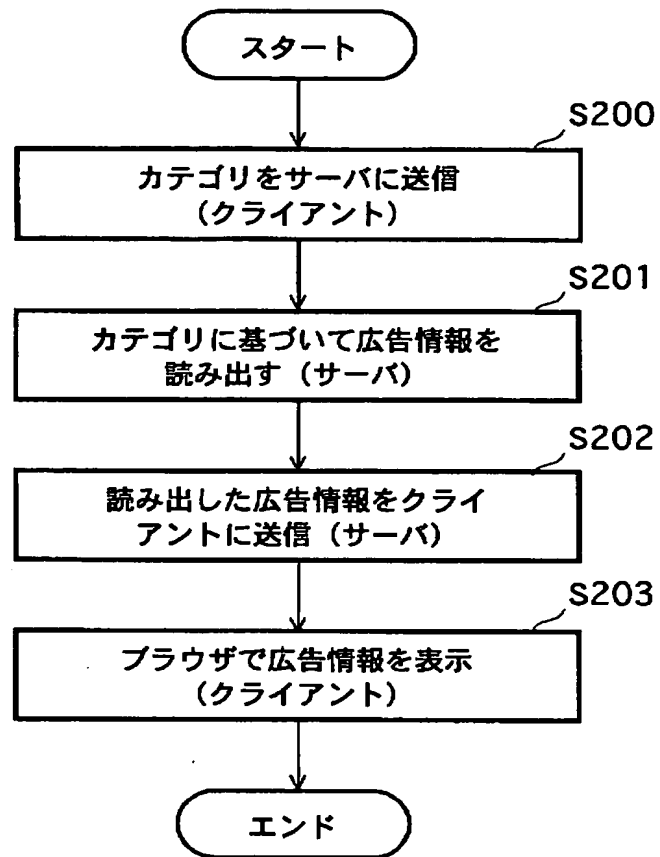 スタート
S200
カテゴリをサーバに送信
（クライアント）
S201
カテゴリに基づいて広告情報を
読み出す（サーバ）
S202
読み出した広告情報をクライ
アントに送信（サーバ）
S203
ブラウザで広告情報を表示
（クライアント）
エンド